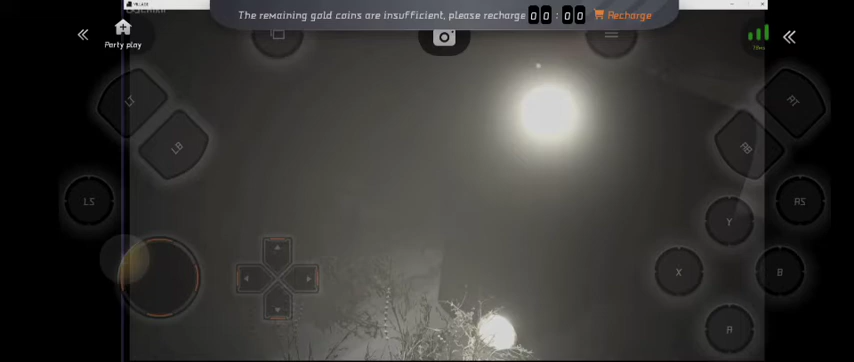 The remaining gold coins are insufficient, please recharge 00:00 Recharge
Party play
LT
RT
LB
RB
LS
RS
Y
X
B
A